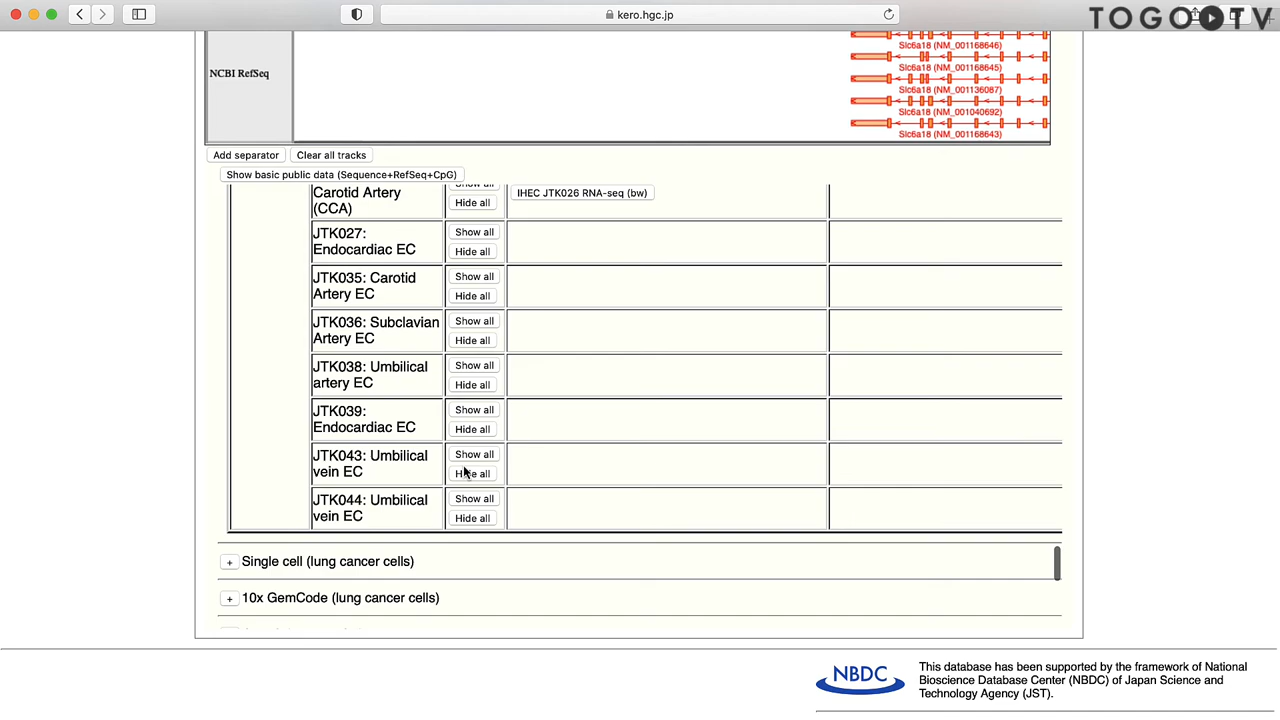 kero.hgc.jp
TOGO TV
Slc6a18 (NM_001168646)
Slc6a18 (NM_001168645)
NCBI RefSeq
Slc6a18 (NM_001136087)
Slc6a18 (NM_001040692)
Slc6a18 (NM_001168643)
Add separator
Clear all tracks
Show basic public data (Sequence+RefSeq+CpG)
Carotid Artery
(CCA)
Show all
Hide all
IHEC JTK026 RNA-seq (bw)
JTK027:
Endocardiac EC
Show all
Hide all
JTK035: Carotid
Artery EC
Show all
Hide all
JTK036: Subclavian
Artery EC
Show all
Hide all
JTK038: Umbilical
artery EC
Show all
Hide all
JTK039:
Endocardiac EC
Show all
Hide all
JTK043: Umbilical
vein EC
Show all
Hide all
JTK044: Umbilical
vein EC
Show all
Hide all
+ Single cell (lung cancer cells)
+ 10x GemCode (lung cancer cells)
NBDC
This database has been supported by the framework of National
Bioscience Database Center (NBDC) of Japan Science and
Technology Agency (JST).